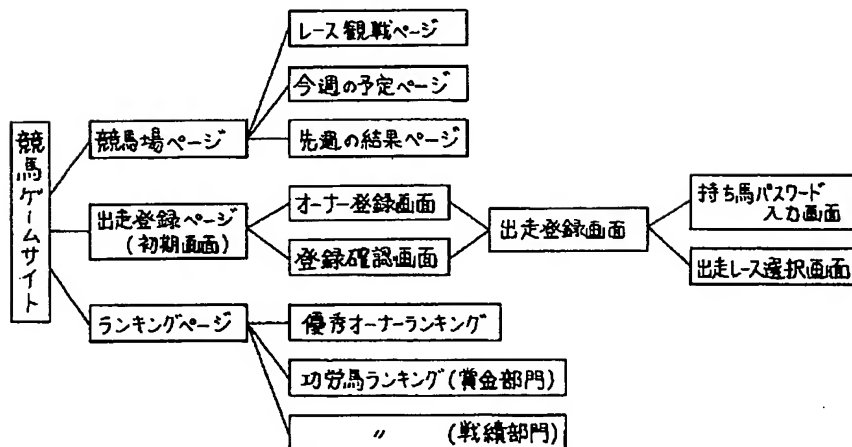 競馬ゲームサイト
競馬場ページ
レース観戦ページ
今週の予定ページ
先週の結果ページ
出走登録ページ
(初期画面)
オーナー登録画面
登録確認画面
出走登録画面
持ち馬パスワード
入力画面
出走レース選択画面
ランキングページ
優秀オーナーランキング
功労馬ランキング(賞金部門)
〃 (戦績部門)